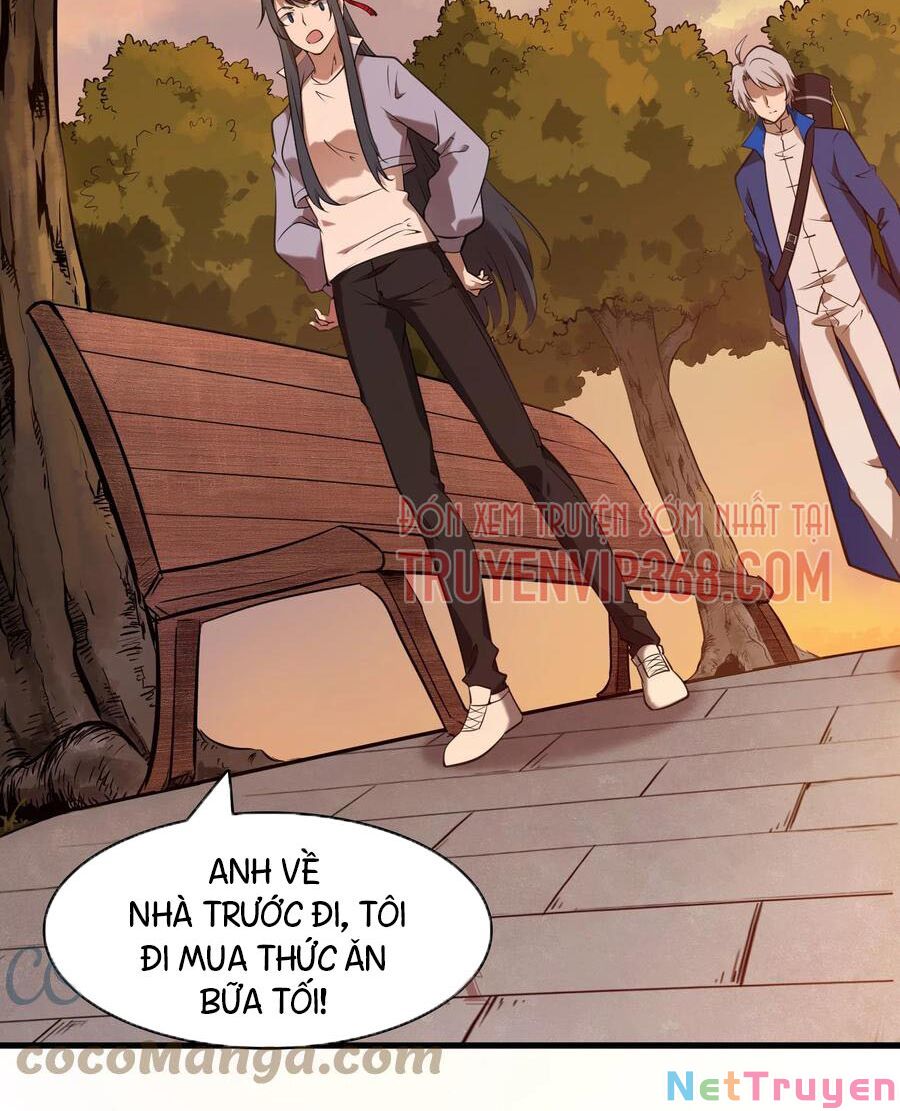 ĐÓN XEM TRUYỆN SỚM NHẤT TẠI
TRUYENVIP368.COM
ANH VỀ
NHÀ TRƯỚC ĐI, TÔI
ĐI MUA THỨC ĂN
BỮA TỐI!
CO
cocoManga.com
NetTruyen